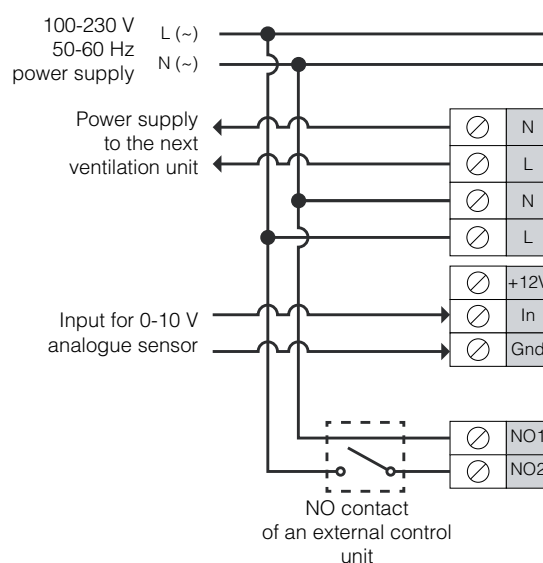 100-230 V
50-60 Hz
power supply
L (~)
N (~)
Power supply
to the next
ventilation unit
N
L
N
L
+12V
In
Gnd
Input for 0-10 V
analogue sensor
NO1
NO2
NO contact
of an external control
unit